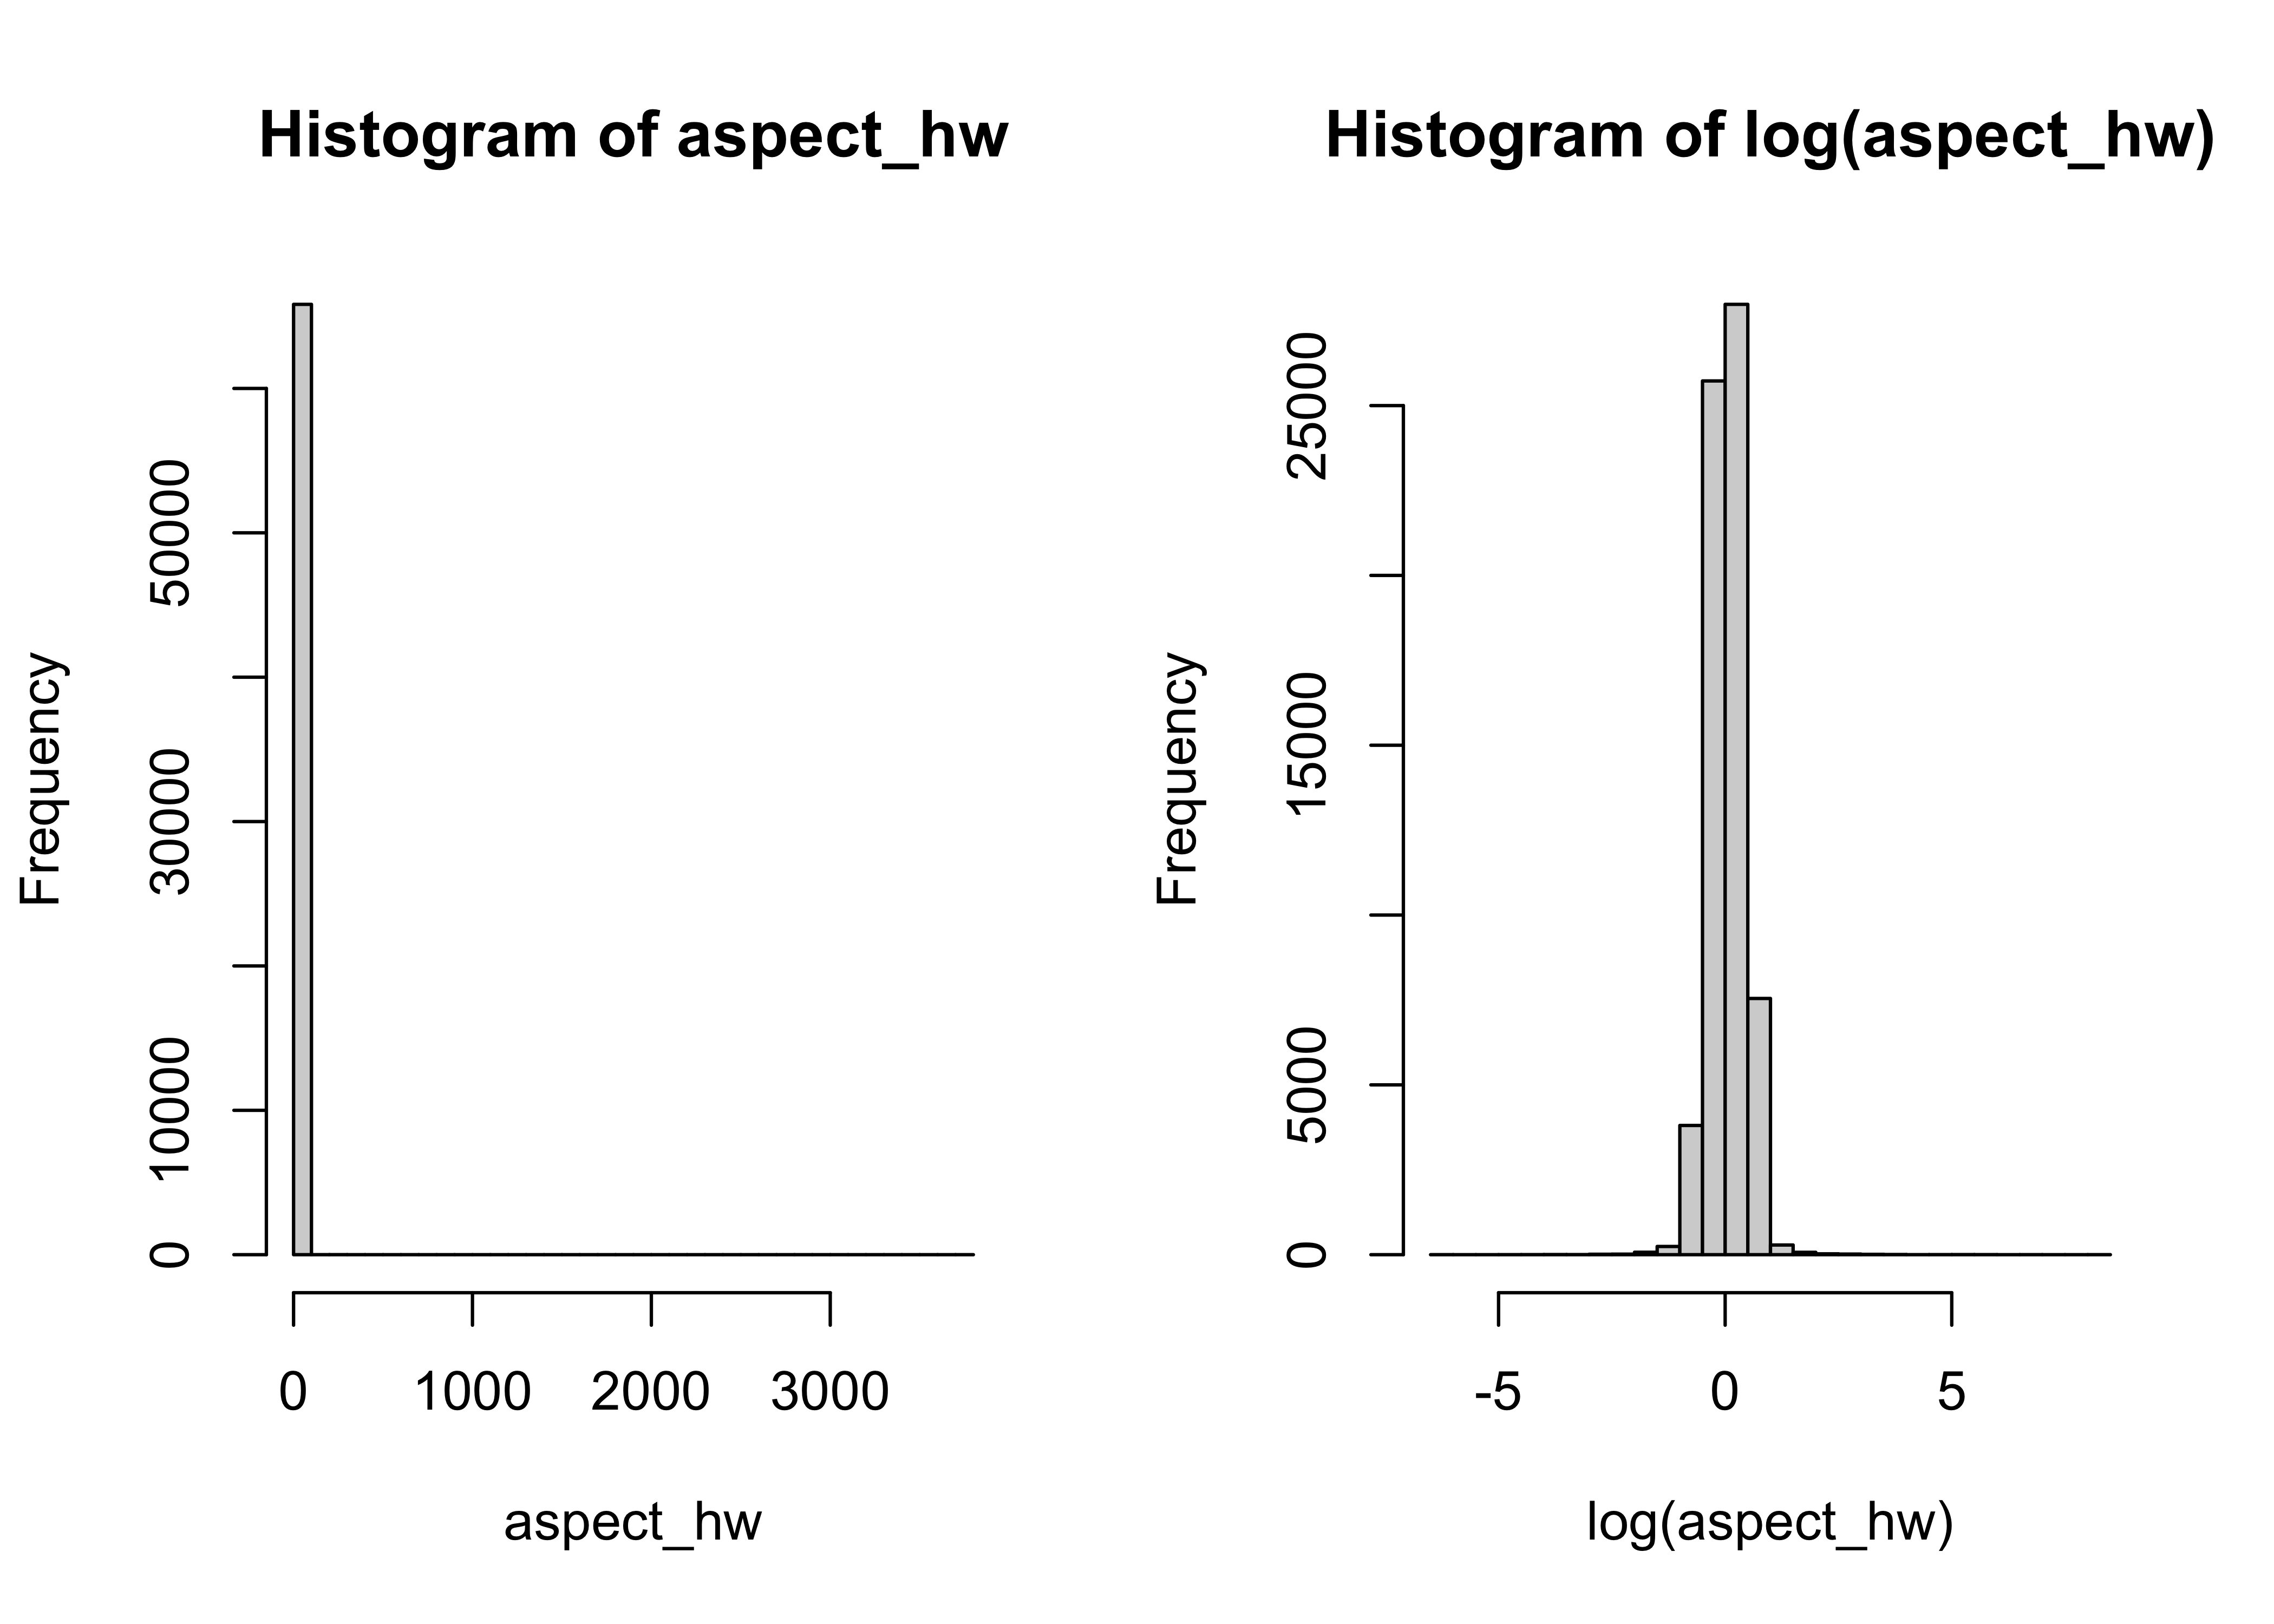 Histogram of aspect_hw
Frequency
50000
30000
10000
0
0 1000 2000 3000
aspect_hw
Histogram of log(aspect_hw)
Frequency
25000
15000
5000
0
-5 0 5
log(aspect_hw)